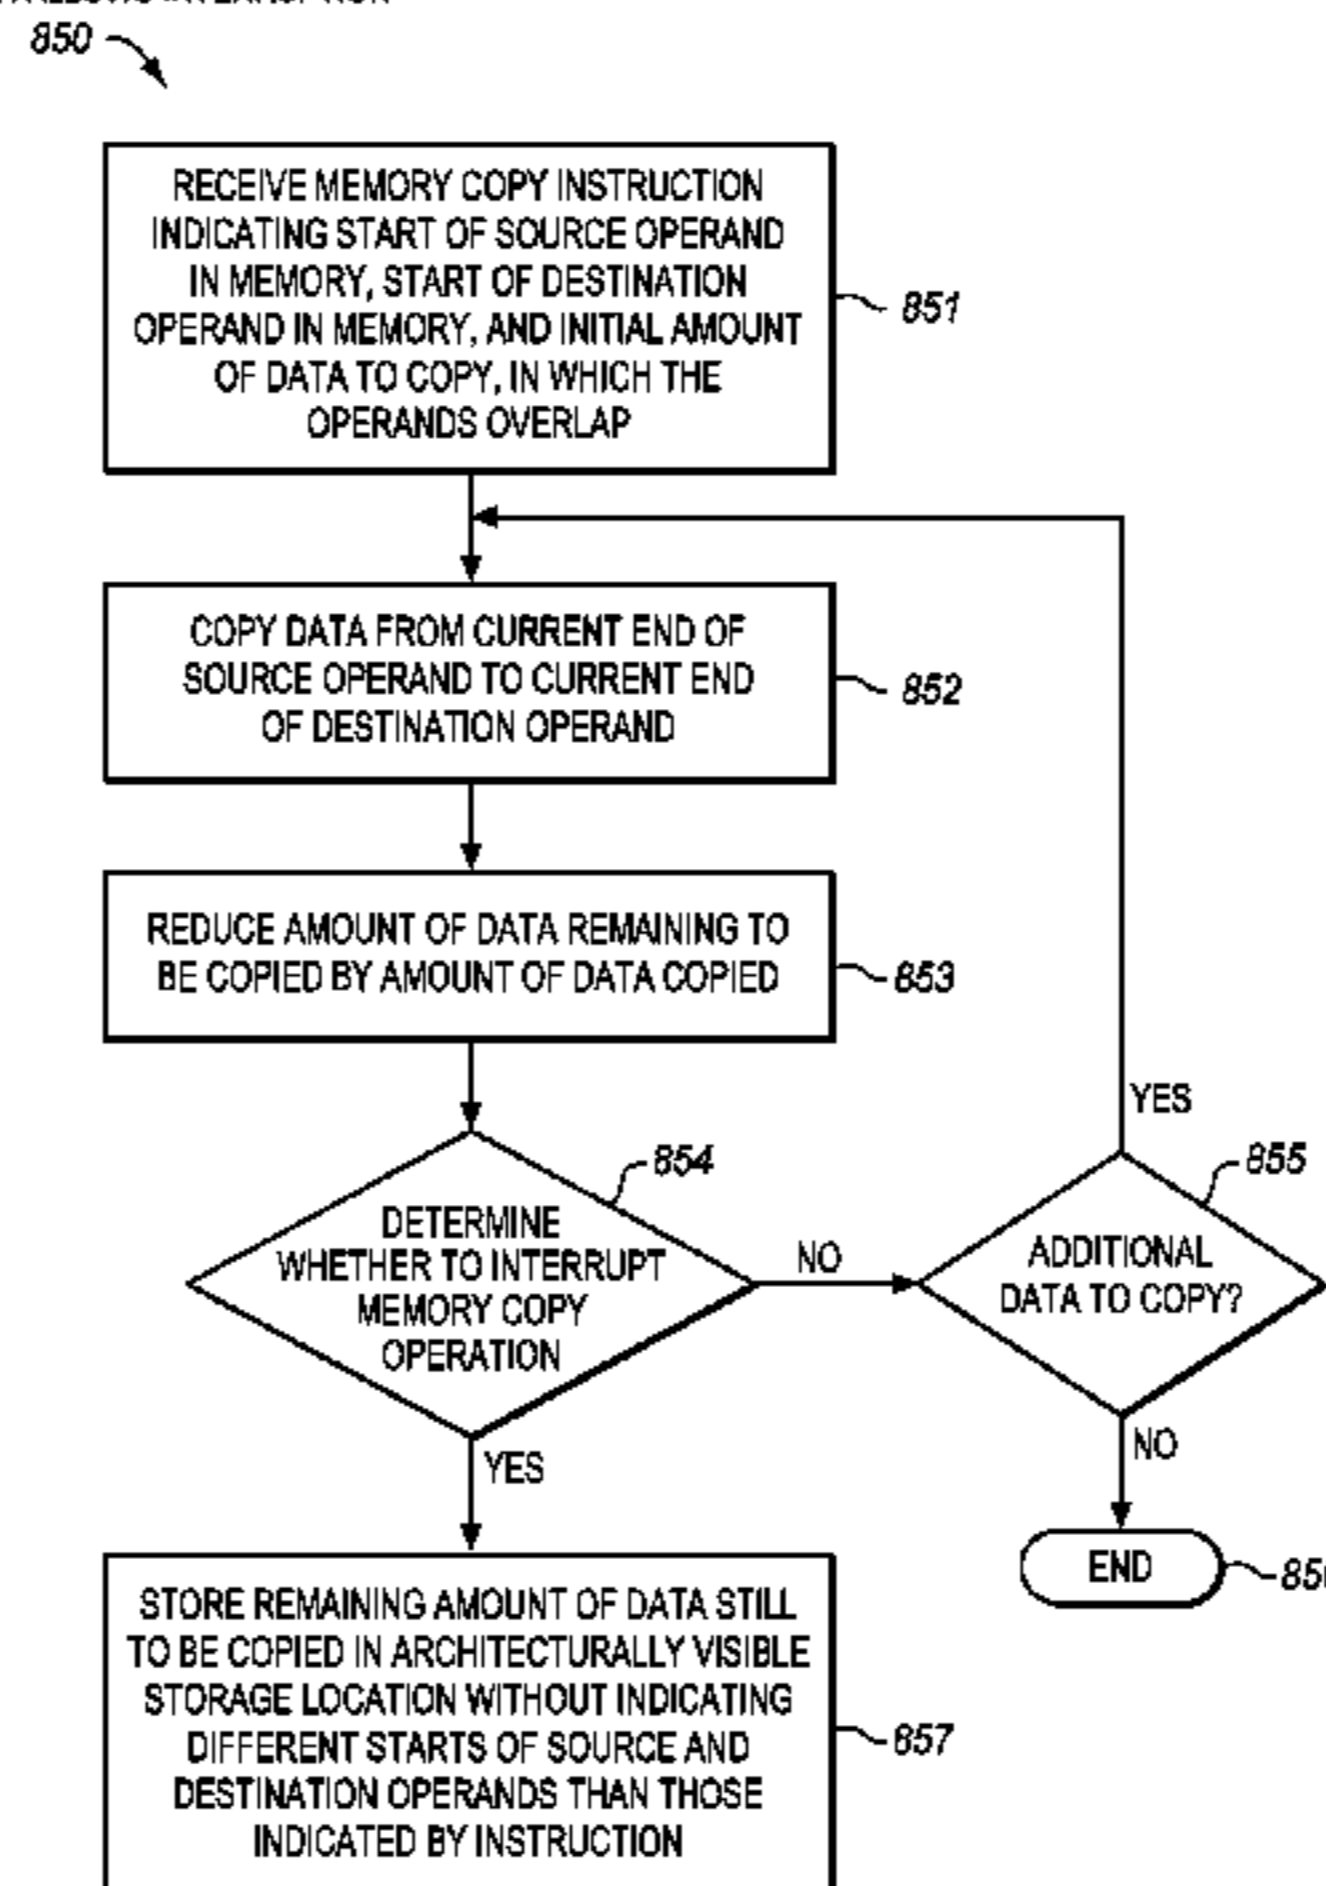 850
RECEIVE MEMORY COPY INSTRUCTION
INDICATING START OF SOURCE OPERAND
IN MEMORY, START OF DESTINATION
OPERAND IN MEMORY, AND INITIAL AMOUNT
OF DATA TO COPY, IN WHICH THE
OPERANDS OVERLAP
851
COPY DATA FROM CURRENT END OF
SOURCE OPERAND TO CURRENT END
OF DESTINATION OPERAND
852
REDUCE AMOUNT OF DATA REMAINING TO
BE COPIED BY AMOUNT OF DATA COPIED
853
YES
854
855
DETERMINE
WHETHER TO INTERRUPT
MEMORY COPY
OPERATION
NO
ADDITIONAL
DATA TO COPY?
YES
NO
END
STORE REMAINING AMOUNT OF DATA STILL
TO BE COPIED IN ARCHITECTURALLY VISIBLE
STORAGE LOCATION WITHOUT INDICATING
DIFFERENT STARTS OF SOURCE AND
DESTINATION OPERANDS THAN THOSE
INDICATED BY INSTRUCTION
857